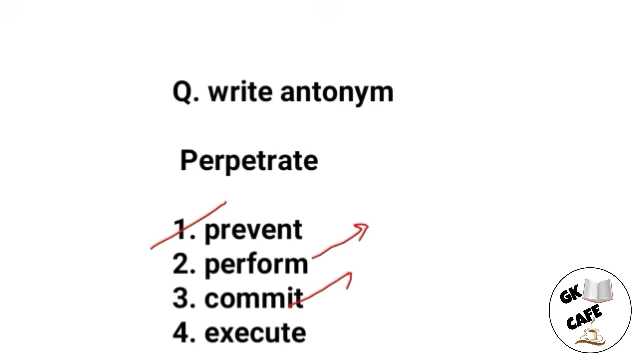 Q. write antonym
Perpetrate
1. prevent
2. perform
3. commit
4. execute
GK
CAFE